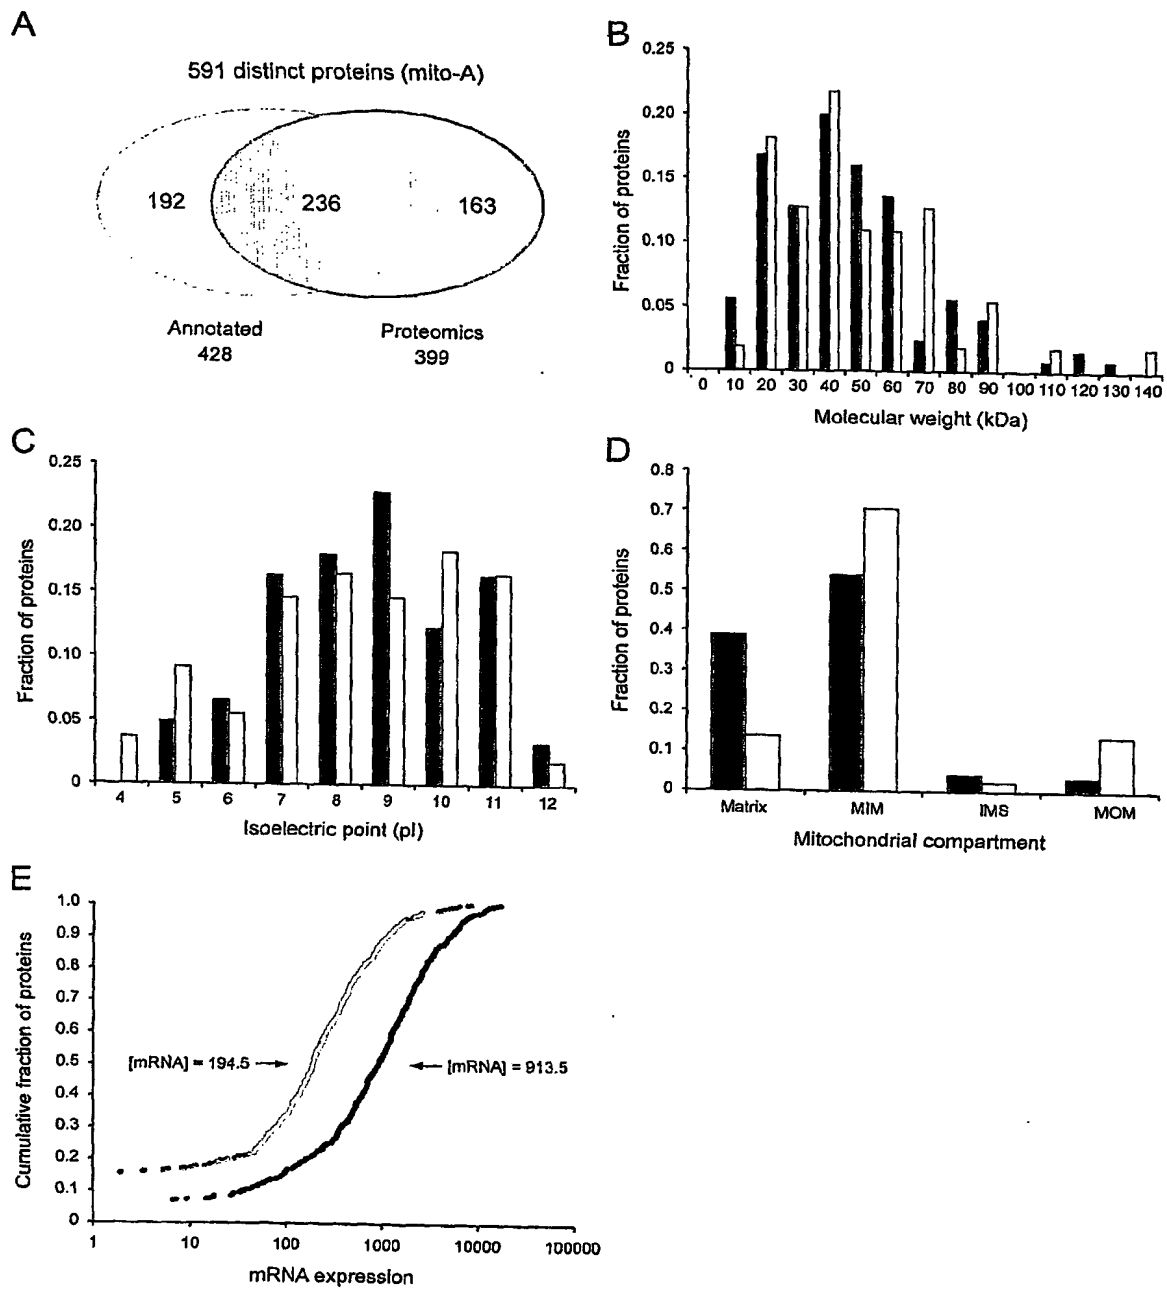 A
591 distinct proteins (mito-A)
192
236
163
Annotated
428
Proteomics
399
B
Fraction of proteins
0.25
0.20
0.15
0.10
0.05
0
0 10 20 30 40 50 60 70 80 90 100 110 120 130 140
Molecular weight (kDa)
C
Fraction of proteins
0.25
0.20
0.15
0.10
0.05
0
4 5 6 7 8 9 10 11 12
Isoelectric point (pI)
D
Fraction of proteins
0.8
0.7
0.6
0.5
0.4
0.3
0.2
0.1
0
Matrix MIM IMS MOM
Mitochondrial compartment
E
Cumulative fraction of proteins
1.0
0.9
0.8
0.7
0.6
0.5
0.4
0.3
0.2
0.1
0
[mRNA] = 194.5
[mRNA] = 913.5
1 10 100 1000 10000 100000
mRNA expression